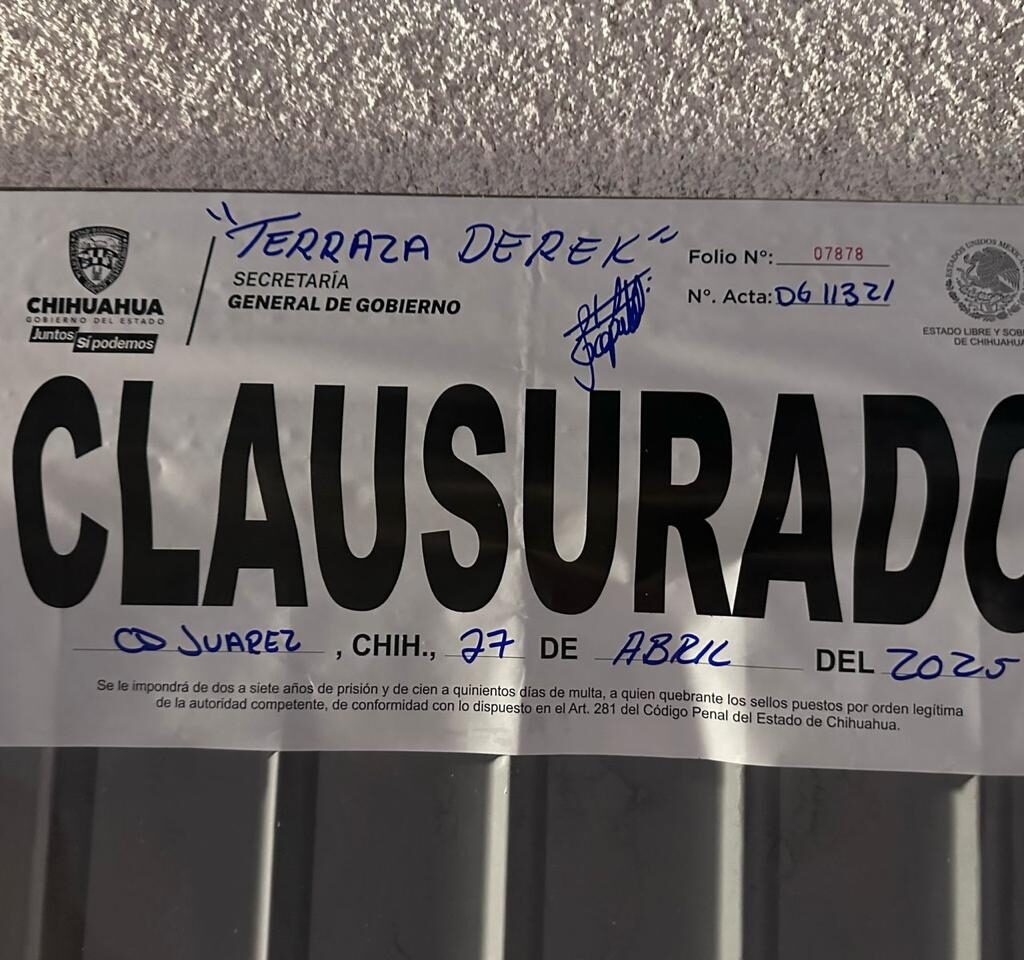 "TERRAZA DEREK"
CHIHUAHUA
GOBIERNO DEL ESTADO
Juntos Sí podemos
SECRETARÍA
GENERAL DE GOBIERNO
Folio N°: 07878
N°. Acta: DG 11321
ESTADOS UNIDOS MEXI
ESTADO LIBRE Y SOB
DE CHIHUAHUA
CLAUSURADO
CD JUAREZ, CHIH., 27 DE ABRIL DEL 2025
Se le impondrá de dos a siete años de prisión y de cien a quinientos días de multa, a quien quebrante los sellos puestos por orden legítima
de la autoridad competente, de conformidad con lo dispuesto en el Art. 281 del Código Penal del Estado de Chihuahua.